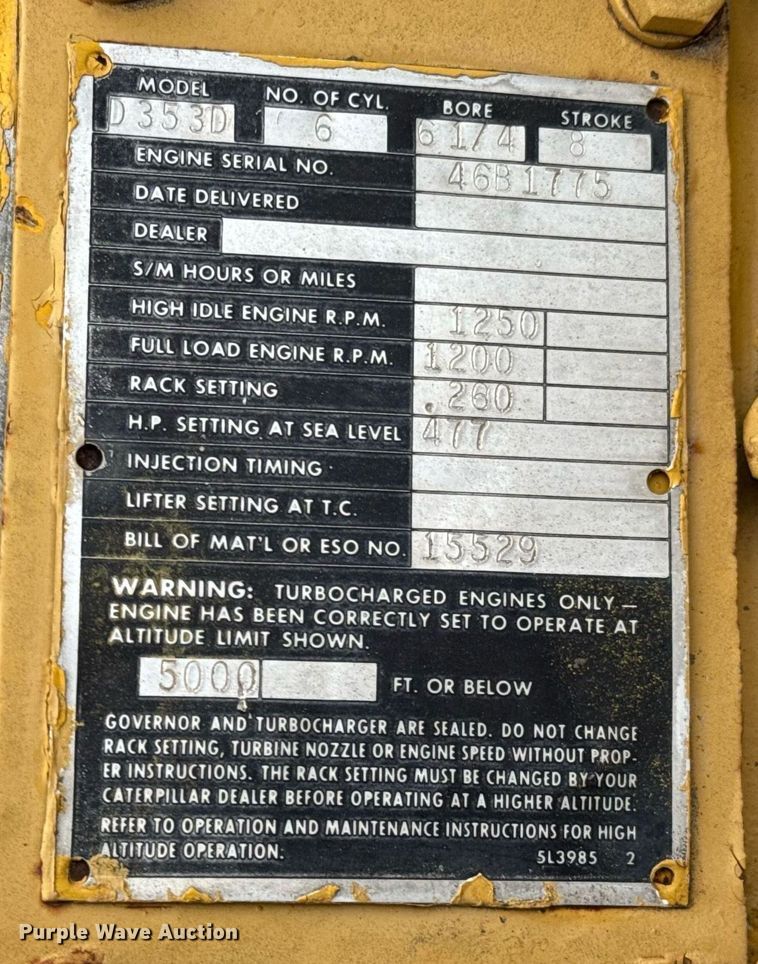 MODEL NO. OF CYL. BORE STROKE
D353D 6 6 1/4 8
ENGINE SERIAL NO. 46B1775
DATE DELIVERED
DEALER
S/M HOURS OR MILES
HIGH IDLE ENGINE R.P.M. 1250
FULL LOAD ENGINE R.P.M. 1200
RACK SETTING .260
H.P. SETTING AT SEA LEVEL 477
INJECTION TIMING
LIFTER SETTING AT T.C.
BILL OF MAT'L OR ESO NO. 15529
WARNING: TURBOCHARGED ENGINES ONLY —
ENGINE HAS BEEN CORRECTLY SET TO OPERATE AT
ALTITUDE LIMIT SHOWN.
5000 FT. OR BELOW
GOVERNOR AND TURBOCHARGER ARE SEALED. DO NOT CHANGE
RACK SETTING, TURBINE NOZZLE OR ENGINE SPEED WITHOUT PROP-
ER INSTRUCTIONS. THE RACK SETTING MUST BE CHANGED BY YOUR
CATERPILLAR DEALER BEFORE OPERATING AT A HIGHER ALTITUDE.
REFER TO OPERATION AND MAINTENANCE INSTRUCTIONS FOR HIGH
ALTITUDE OPERATION. 5L3985 2
Purple Wave Auction